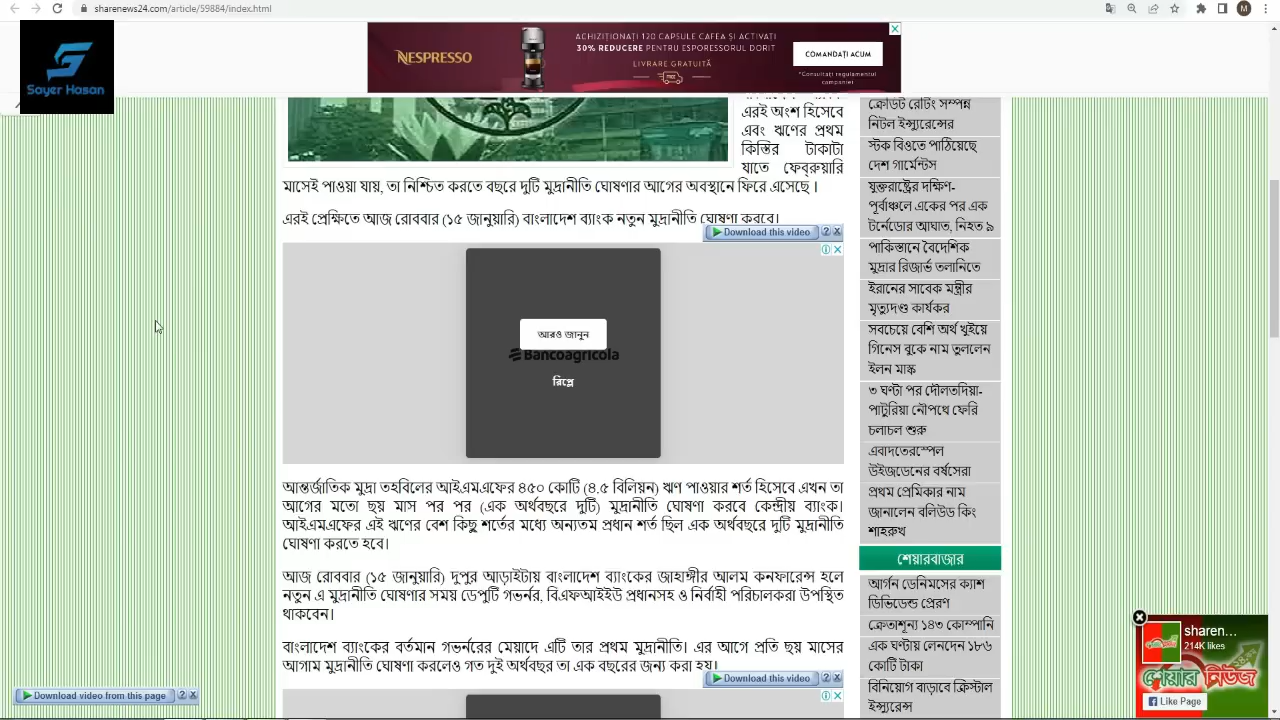 sharenews24.com/article/59884/index.html
M
Sayer Hasan
NESPRESSO
ACHIZIȚIONAȚI 120 CAPSULE CAFEA ȘI ACTIVAȚI
30% REDUCERE PENTRU ESPORESSORUL DORIT
LIVRARE GRATUITĂ
COMANDAȚI ACUM
*Consultați regulamentul
companiei
এরই অংশ হিসেবে
এবং ঋণের প্রথম
কিস্তির টাকাটা
যাতে ফেব্রুয়ারি
মাসেই পাওয়া যায়, তা নিশ্চিত করতে বছরে দুটি মুদ্রানীতি ঘোষণার আগের অবস্থানে ফিরে এসেছে ।
এরই প্রেক্ষিতে আজ রোববার (১৫ জানুয়ারি) বাংলাদেশ ব্যাংক নতুন মুদ্রানীতি ঘোষণা করবে।
Download this video
আরও জানুন
Bancoagricola
রিপ্লে
আন্তর্জাতিক মুদ্রা তহবিলের আইএমএফের ৪৫০ কোটি (৪.৫ বিলিয়ন) ঋণ পাওয়ার শর্ত হিসেবে এখন তা
আগের মতো ছয় মাস পর পর (এক অর্থবছরে দুটি) মুদ্রানীতি ঘোষণা করবে কেন্দ্রীয় ব্যাংক।
আইএমএফের এই ঋণের বেশ কিছু শর্তের মধ্যে অন্যতম প্রধান শর্ত ছিল এক অর্থবছরে দুটি মুদ্রানীতি
ঘোষণা করতে হবে।
আজ রোববার (১৫ জানুয়ারি) দুপুর আড়াইটায় বাংলাদেশ ব্যাংকের জাহাঙ্গীর আলম কনফারেন্স হলে
নতুন এ মুদ্রানীতি ঘোষণার সময় ডেপুটি গভর্নর, বিএফআইইউ প্রধানসহ ও নির্বাহী পরিচালকরা উপস্থিত
থাকবেন।
বাংলাদেশ ব্যাংকের বর্তমান গভর্নরের মেয়াদে এটি তার প্রথম মুদ্রানীতি। এর আগে প্রতি ছয় মাসের
আগাম মুদ্রানীতি ঘোষণা করলেও গত দুই অর্থবছর তা এক বছরের জন্য করা হয়।
Download this video
ক্রেডিট রেটিং সম্পন্ন
নিটল ইন্স্যুরেন্সের
স্টক বিওতে পাঠিয়েছে
দেশ গার্মেন্টস
যুক্তরাষ্ট্রের দক্ষিণ-
পূর্বাঞ্চলে একের পর এক
টর্নেডোর আঘাত, নিহত ৯
পাকিস্তানে বৈদেশিক
মুদ্রার রিজার্ভ তলানিতে
ইরানের সাবেক মন্ত্রীর
মৃত্যুদণ্ড কার্যকর
সবচেয়ে বেশি অর্থ খুইয়ে
গিনেস বুকে নাম তুললেন
ইলন মাস্ক
৩ ঘণ্টা পর দৌলতদিয়া-
পাটুরিয়া নৌপথে ফেরি
চলাচল শুরু
এবাদতেরস্পেল
উইজডেনের বর্ষসেরা
প্রথম প্রেমিকার নাম
জানালেন বলিউড কিং
শাহরুখ
শেয়ারবাজার
আর্গন ডেনিমসের ক্যাশ
ডিভিডেন্ড প্রেরণ
ক্রেতাশূন্য ১৪৩ কোম্পানি
এক ঘণ্টায় লেনদেন ১৮৬
কোটি টাকা
বিনিয়োগ বাড়াবে ক্রিস্টাল
ইন্স্যুরেন্স
Download video from this page
sharen...
214K likes
শেয়ার নিউজ
Like Page